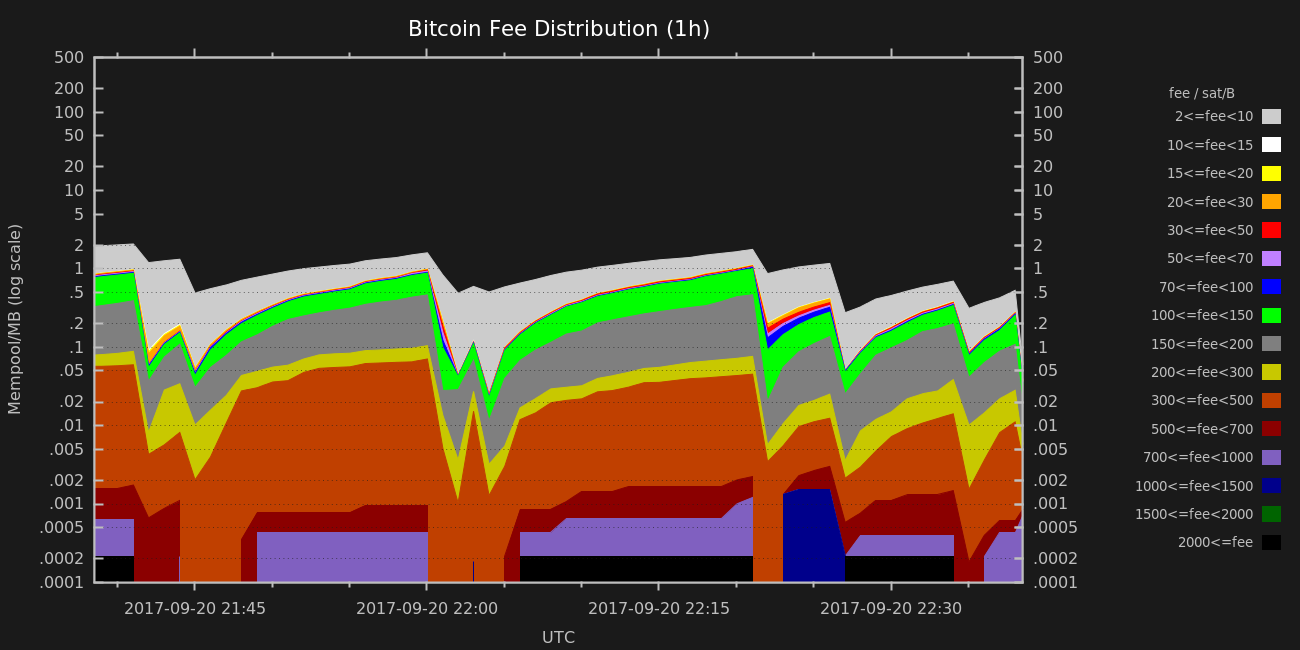 Bitcoin Fee Distribution (1h)
500
200
100
50
20
10
5
2
1
.5
.2
.1
.05
.02
.01
.005
.002
.001
.0005
.0002
.0001
Mempool/MB (log scale)
500
200
100
50
20
10
5
2
1
.5
.2
.1
.05
.02
.01
.005
.002
.001
.0005
.0002
.0001
2017-09-20 21:45
2017-09-20 22:00
2017-09-20 22:15
2017-09-20 22:30
UTC
fee / sat/B
2<=fee<10
10<=fee<15
15<=fee<20
20<=fee<30
30<=fee<50
50<=fee<70
70<=fee<100
100<=fee<150
150<=fee<200
200<=fee<300
300<=fee<500
500<=fee<700
700<=fee<1000
1000<=fee<1500
1500<=fee<2000
2000<=fee